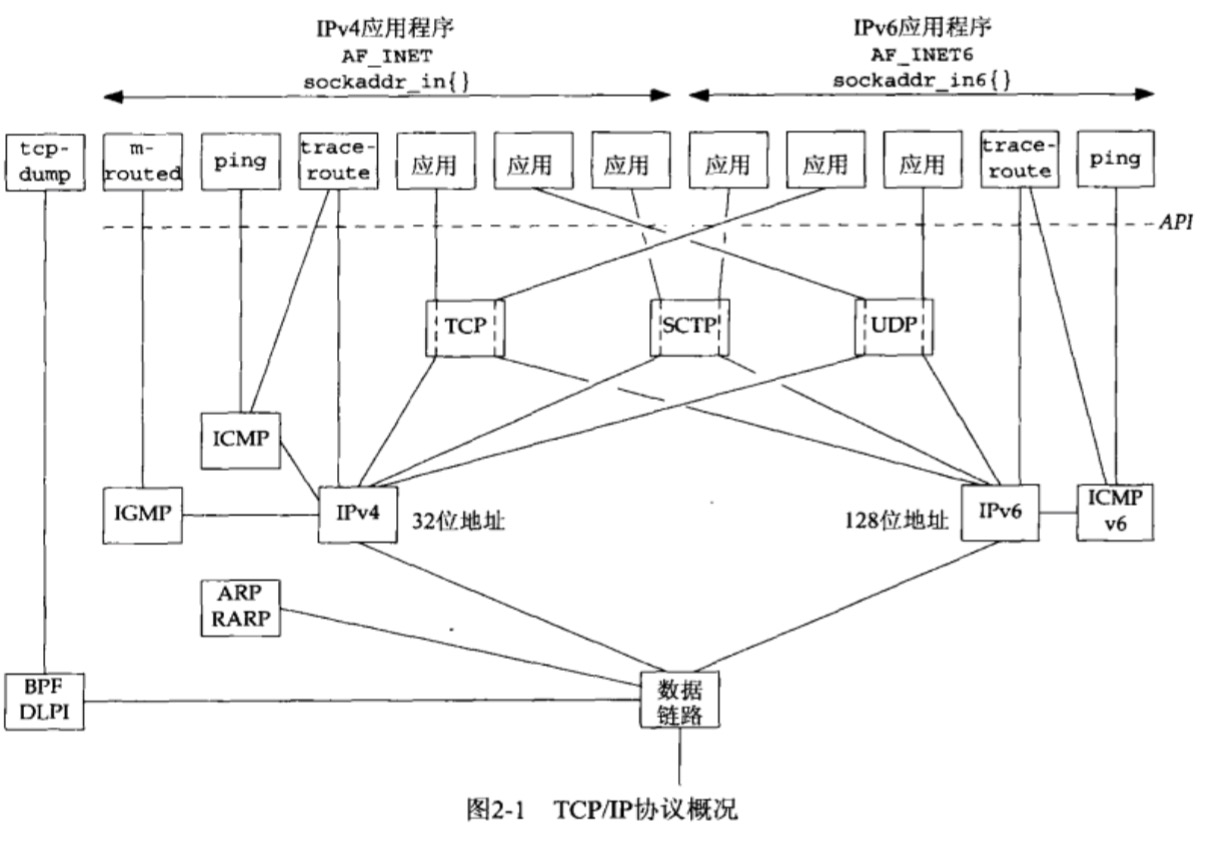 IPv4应用程序
AF_INET
sockaddr_in{}
IPv6应用程序
AF_INET6
sockaddr_in6{}
tcp-
dump
m-
routed
ping
trace-
route
应用
应用
应用
应用
应用
应用
trace-
route
ping
API
TCP
SCTP
UDP
ICMP
IGMP
IPv4
32位地址
128位地址
IPv6
ICMP
v6
ARP
RARP
BPF
DLPI
数据
链路
图2-1 TCP/IP协议概况